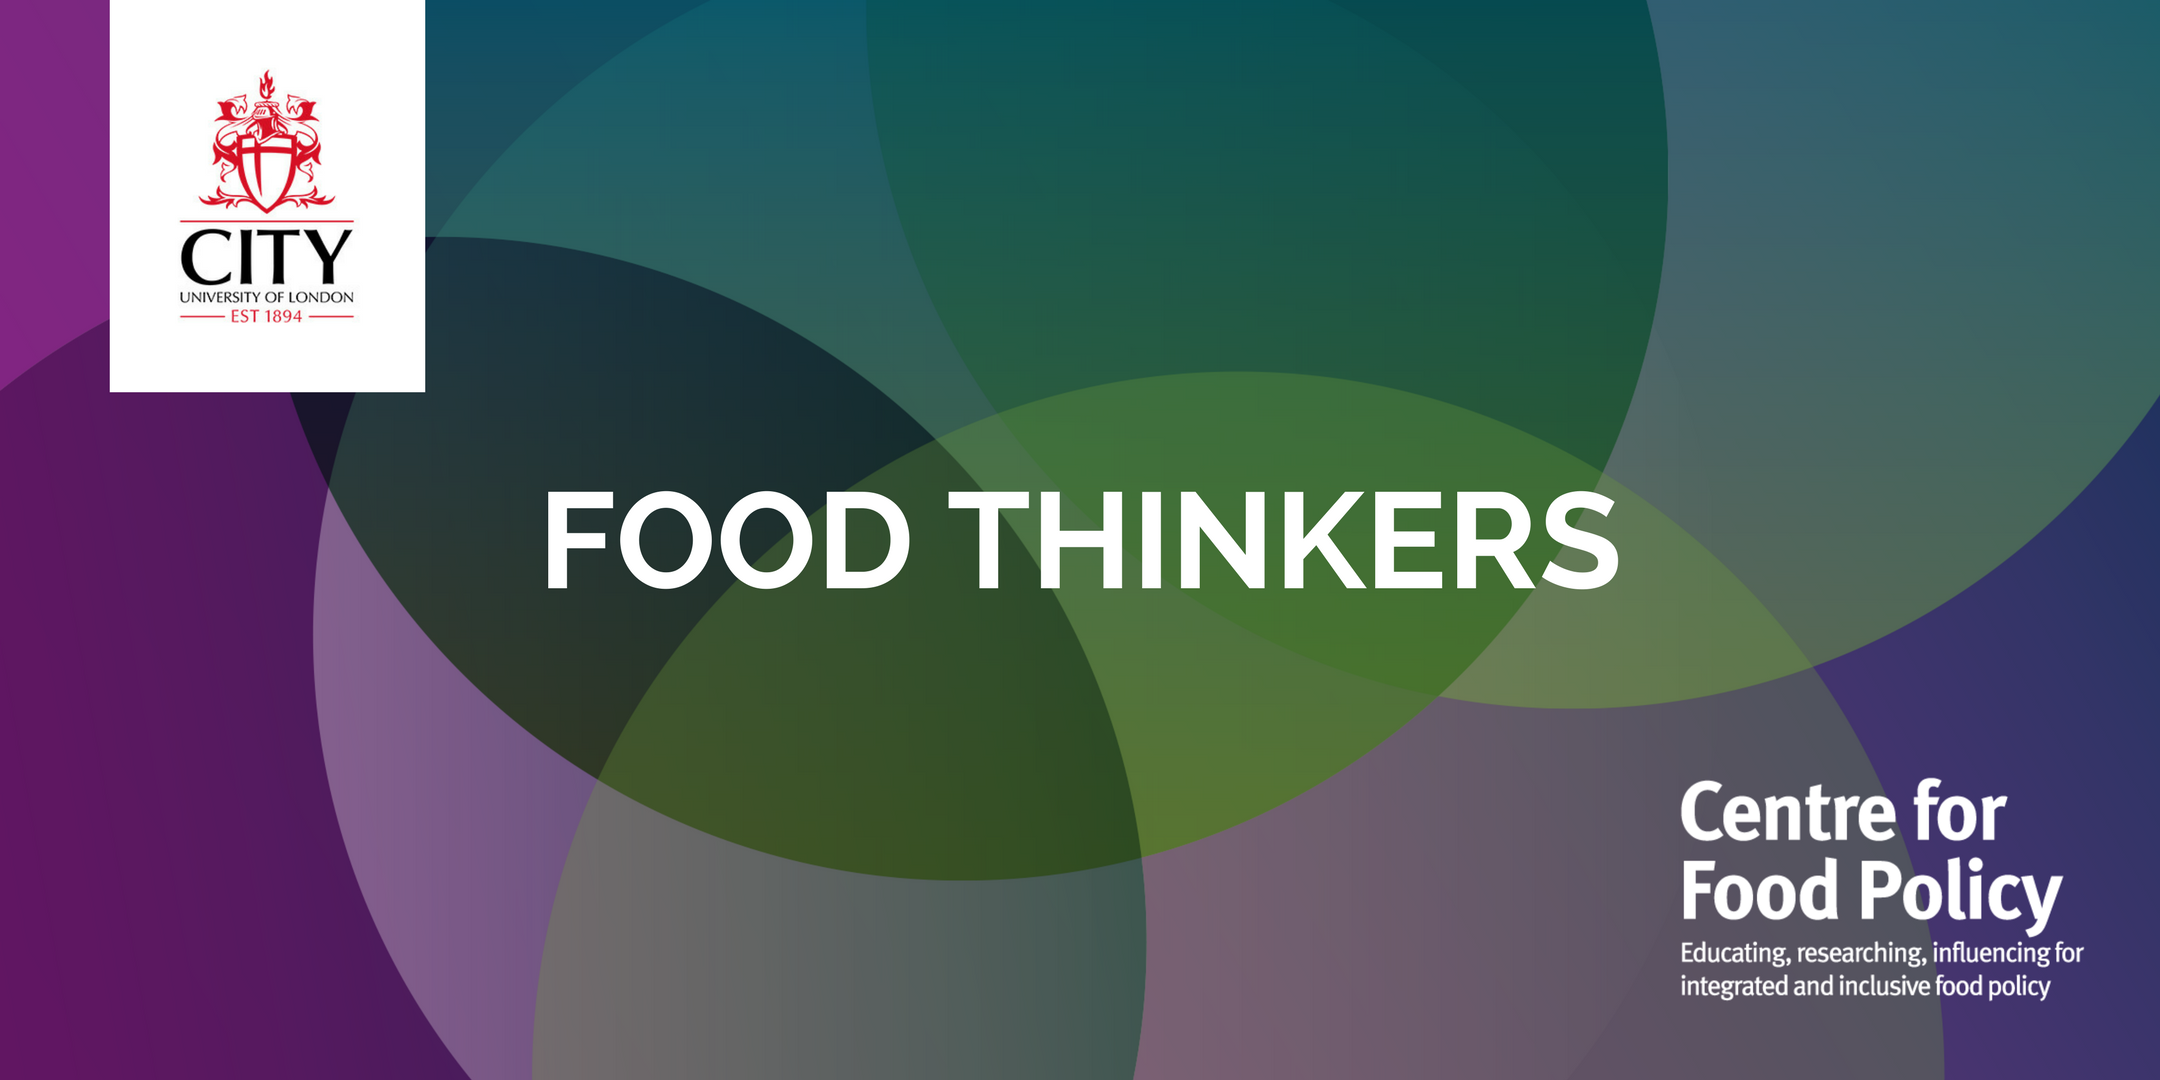 CITY
UNIVERSITY OF LONDON
EST 1894
FOOD THINKERS
Centre for
Food Policy
Educating, researching, influencing for
integrated and inclusive food policy